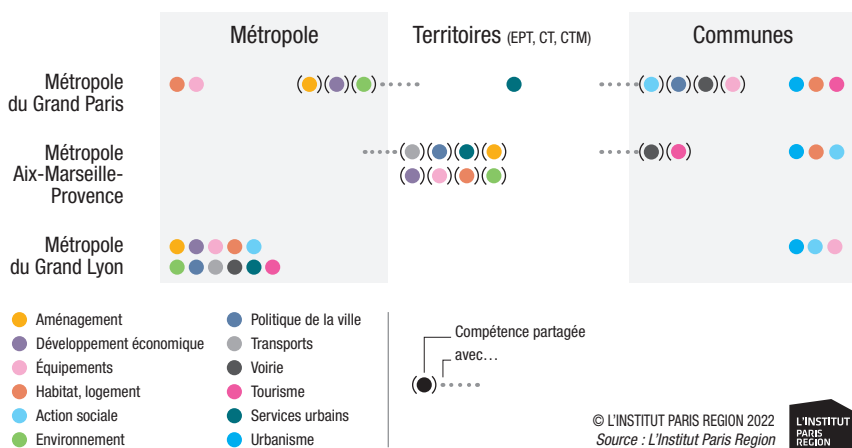 Métropole
Territoires (EPT, CT, CTM)
Communes
Métropole
du Grand Paris
Métropole
Aix-Marseille-
Provence
Métropole
du Grand Lyon
Aménagement
Développement économique
Équipements
Habitat, logement
Action sociale
Environnement
Politique de la ville
Transports
Voirie
Tourisme
Services urbains
Urbanisme
Compétence partagée
avec…
© L'INSTITUT PARIS REGION 2022
Source : L'Institut Paris Region
L'INSTITUT
PARIS
REGION